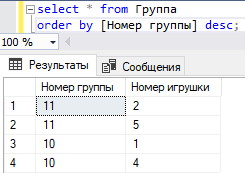 select * from Группа
order by [Номер группы] desc;
100 %
Результаты Сообщения
Номер группы Номер игрушки
1 11 2
2 11 5
3 10 1
4 10 4